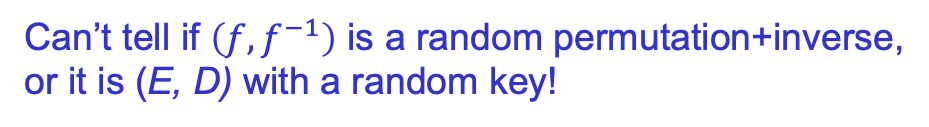 Can't tell if (f, f⁻¹) is a random permutation+inverse,
or it is (E, D) with a random key!